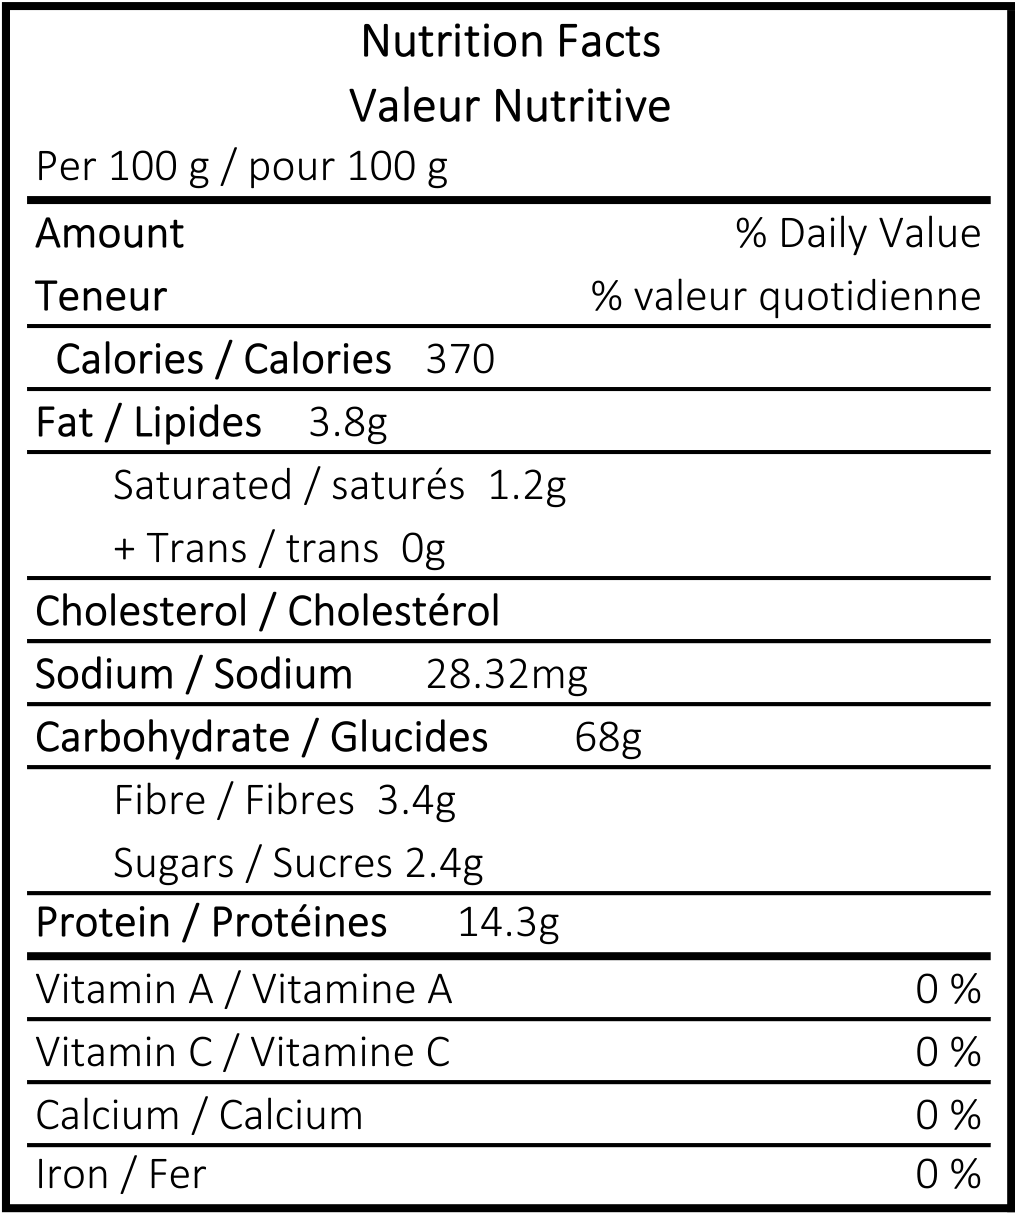 Nutrition Facts
Valeur Nutritive
Per 100 g / pour 100 g
Amount % Daily Value
Teneur % valeur quotidienne
Calories / Calories 370
Fat / Lipides 3.8g
Saturated / saturés 1.2g
+ Trans / trans 0g
Cholesterol / Cholestérol
Sodium / Sodium 28.32mg
Carbohydrate / Glucides 68g
Fibre / Fibres 3.4g
Sugars / Sucres 2.4g
Protein / Protéines 14.3g
Vitamin A / Vitamine A 0 %
Vitamin C / Vitamine C 0 %
Calcium / Calcium 0 %
Iron / Fer 0 %